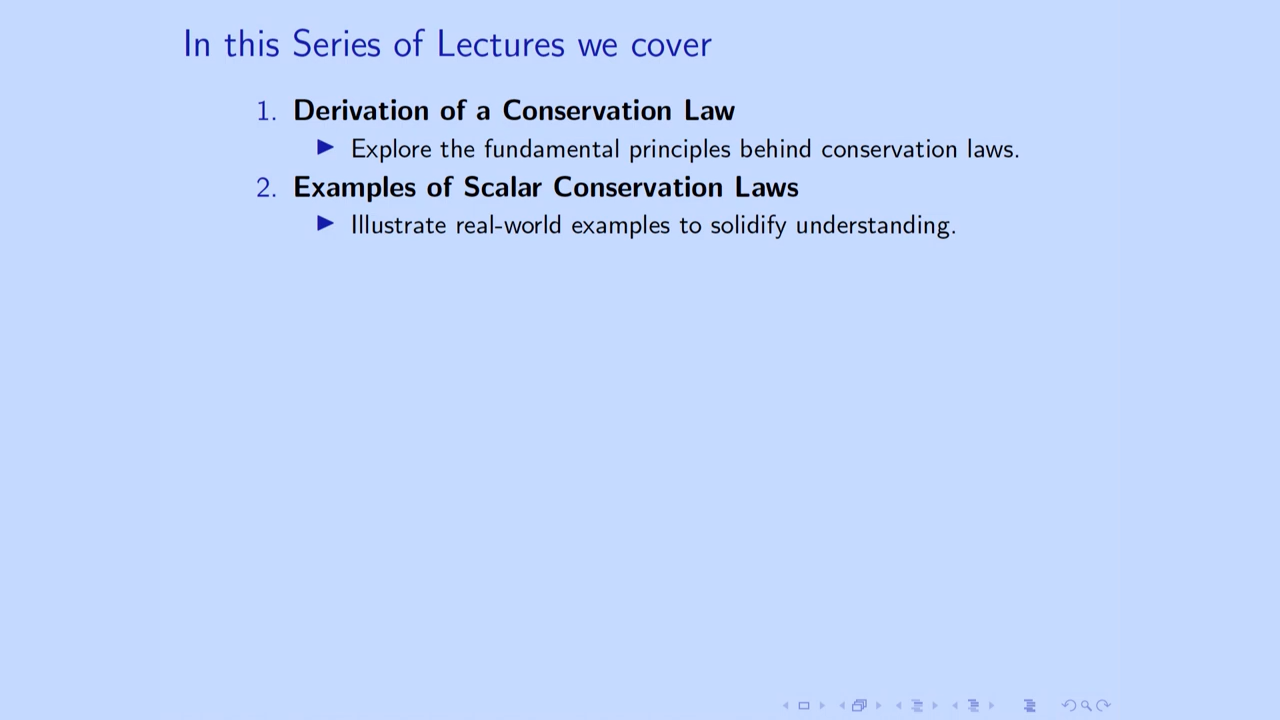 In this Series of Lectures we cover
1. Derivation of a Conservation Law
▶ Explore the fundamental principles behind conservation laws.
2. Examples of Scalar Conservation Laws
▶ Illustrate real-world examples to solidify understanding.